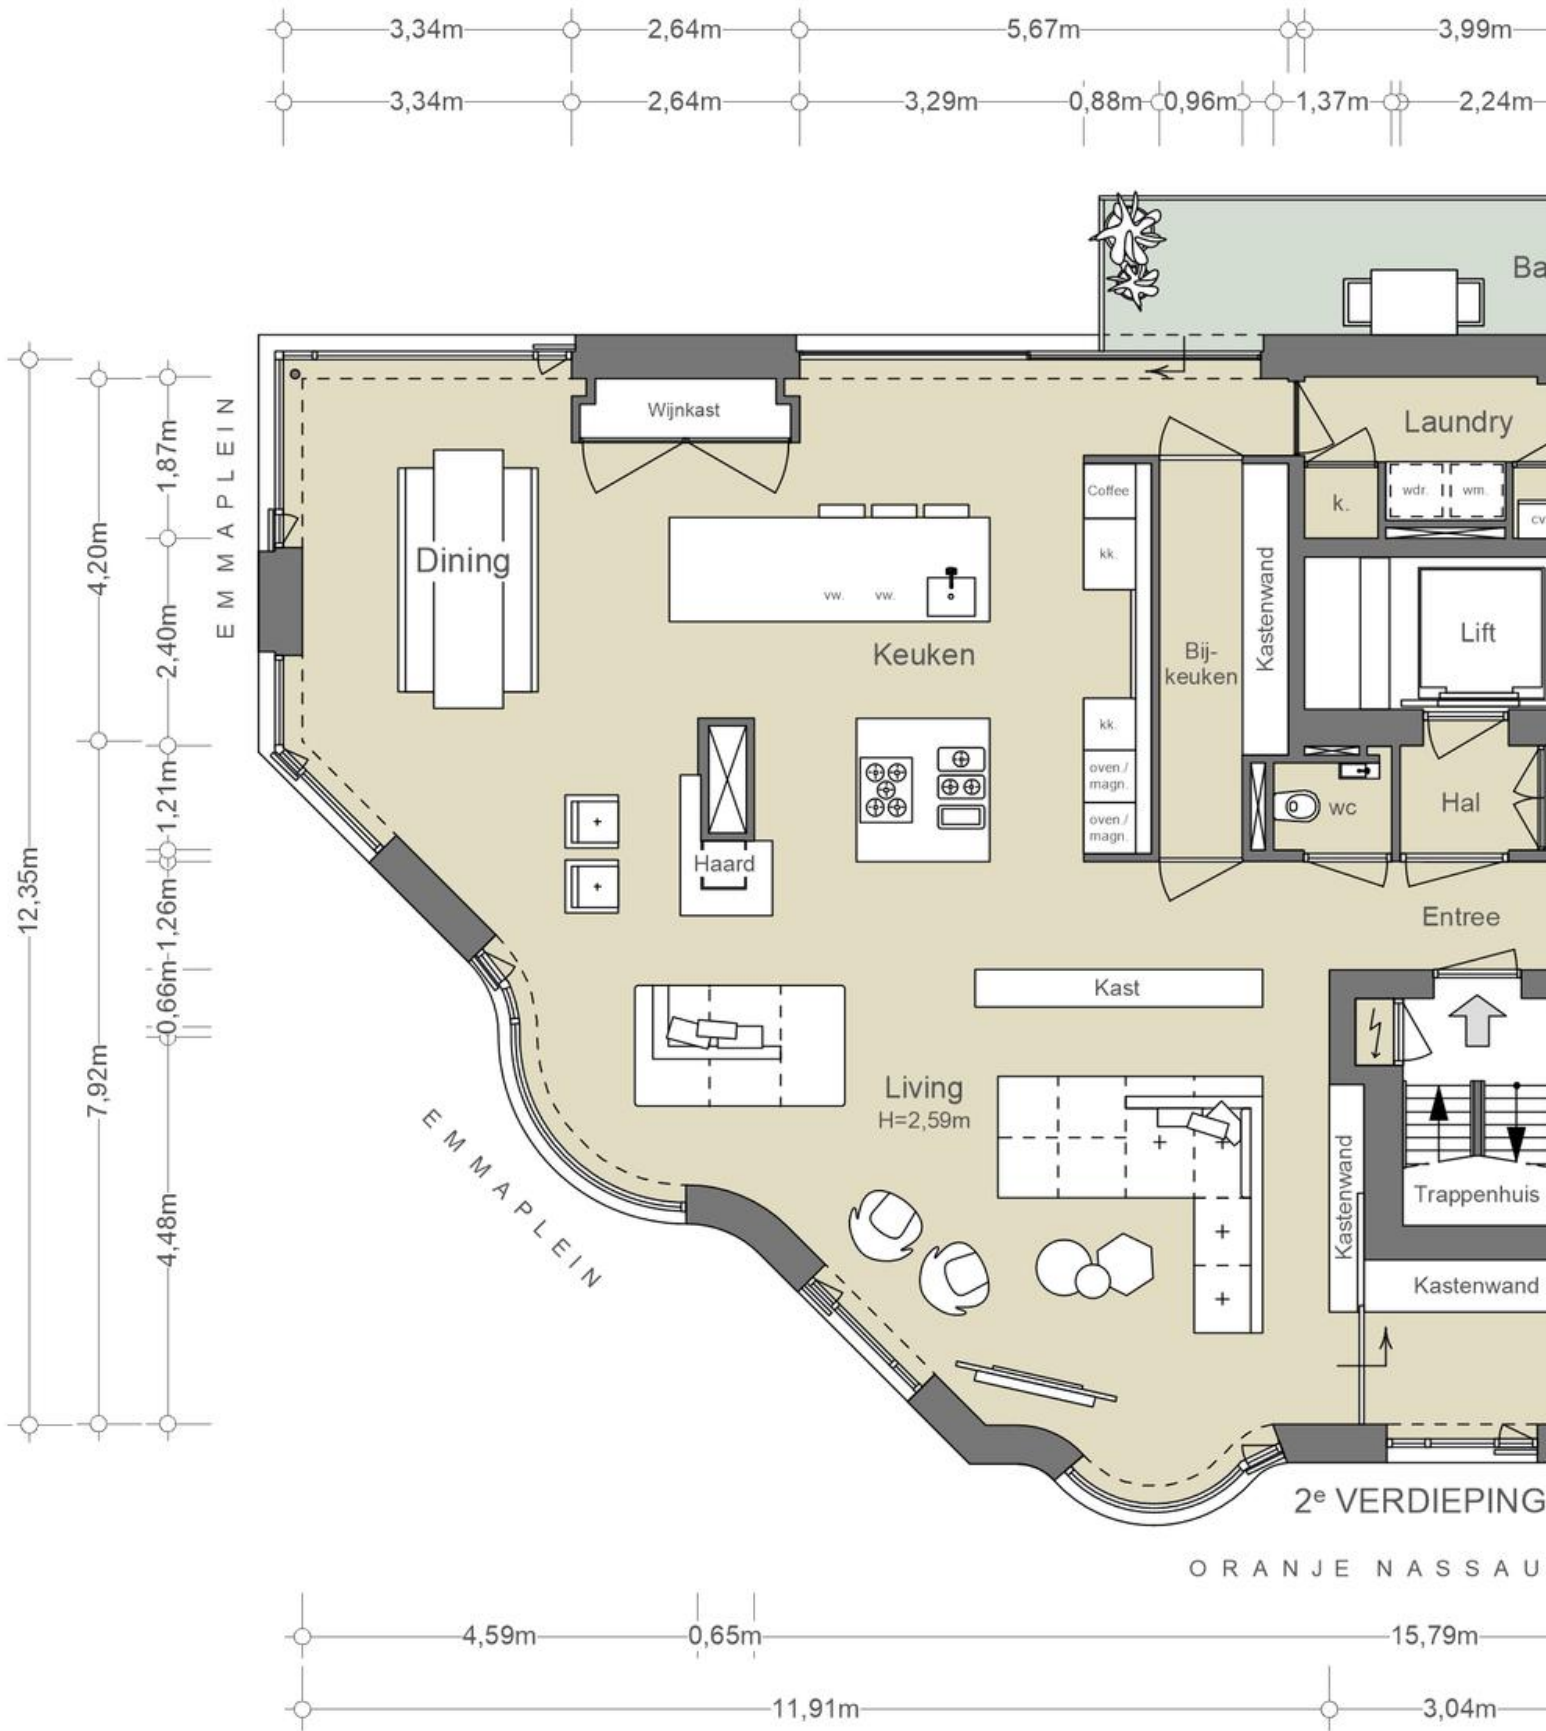 3,34m 2,64m 5,67m 3,99m
3,34m 2,64m 3,29m 0,88m 0,96m 1,37m 2,24m
Ba
Wijnkast
Laundry
Coffee
wdr. wm.
k.
cv
kk.
Dining
vw. vw.
Kastenwand
Lift
Keuken
Bij-
keuken
kk.
oven./
magn.
oven./
magn.
wc
Hal
Haard
Entree
Kast
Living
H=2,59m
Kastenwand
Trappenhuis
Kastenwand
EMMAPLEIN
EMMAPLEIN
12,35m
4,20m
7,92m
1,87m
2,40m
1,21m
1,26m
0,66m
4,48m
2e VERDIEPING
ORANJE NASSAU
4,59m 0,65m 15,79m
11,91m 3,04m